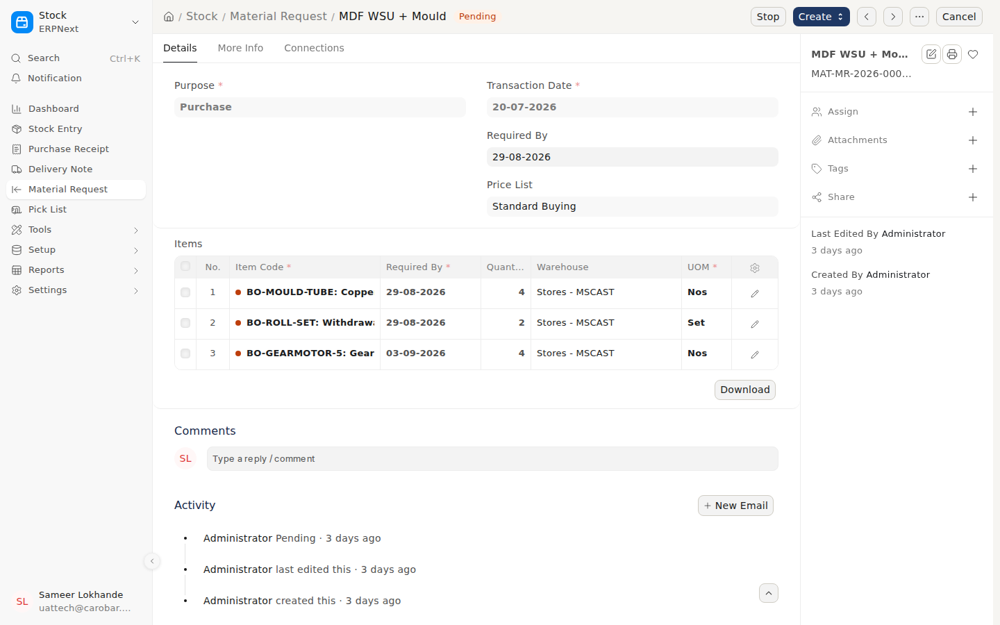 Stock
ERPNext
Search Ctrl+K
Notification
Dashboard
Stock Entry
Purchase Receipt
Delivery Note
Material Request
Pick List
Tools
Setup
Reports
Settings
Sameer Lokhande
SL
uattech@carobar....
/ Stock / Material Request / MDF WSU + Mould Pending
Stop Create ... Cancel
Details More Info Connections
Purpose *
Purchase
Transaction Date *
20-07-2026
Required By
29-08-2026
Price List
Standard Buying
Items
No. Item Code * Required By * Quant... Warehouse UOM *
1 BO-MOULD-TUBE: Coppe 29-08-2026 4 Stores - MSCAST Nos
2 BO-ROLL-SET: Withdraw 29-08-2026 2 Stores - MSCAST Set
3 BO-GEARMOTOR-5: Gear 03-09-2026 4 Stores - MSCAST Nos
Download
Comments
SL Type a reply / comment
Activity
+ New Email
Administrator Pending · 3 days ago
Administrator last edited this · 3 days ago
Administrator created this · 3 days ago
MDF WSU + Mo...
MAT-MR-2026-000...
Assign +
Attachments +
Tags +
Share +
Last Edited By Administrator
3 days ago
Created By Administrator
3 days ago